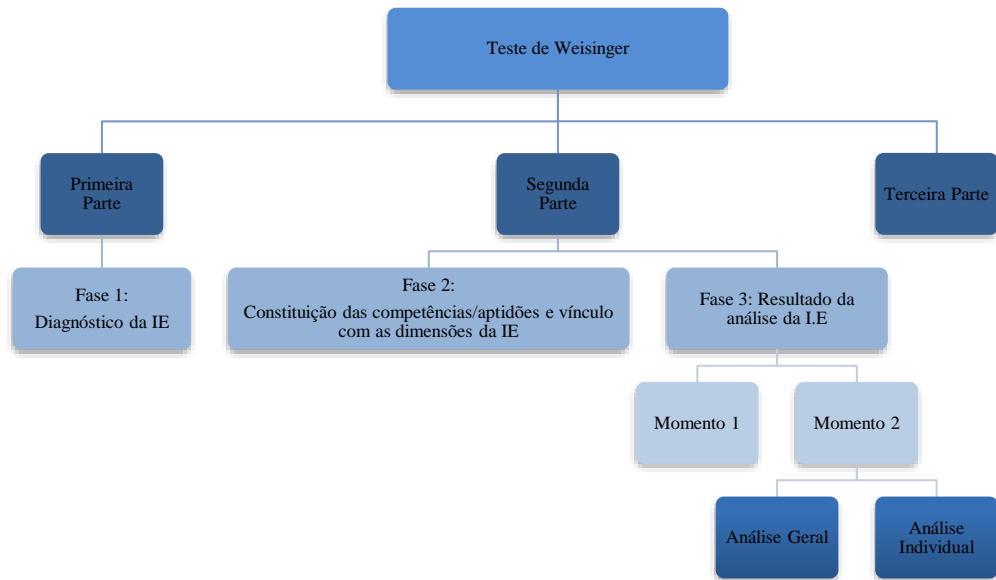 Teste de Weisinger
Primeira
Parte
Segunda
Parte
Terceira Parte
Fase 1:
Diagnóstico da IE
Fase 2:
Constituição das competências/aptidões e vínculo
com as dimensões da IE
Fase 3: Resultado da
análise da I.E
Momento 1
Momento 2
Análise Geral
Análise
Individual